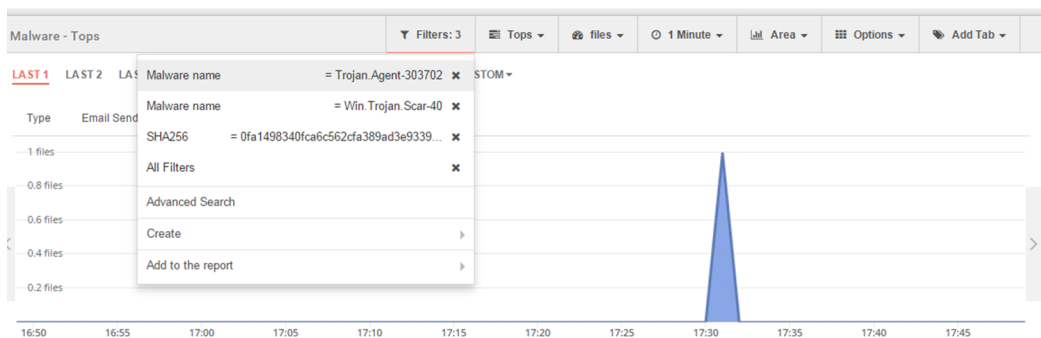 Malware - Tops
Filters: 3
Tops
files
1 Minute
Area
Options
Add Tab
LAST 1 LAST 2 LAS
STOM
Type Email Send
Malware name = Trojan.Agent-303702
Malware name = Win.Trojan.Scar-40
SHA256 = 0fa1498340fca6c562cfa389ad3e9339...
All Filters
Advanced Search
Create
Add to the report
1 files
0.8 files
0.6 files
0.4 files
0.2 files
16:50 16:55 17:00 17:05 17:10 17:15 17:20 17:25 17:30 17:35 17:40 17:45